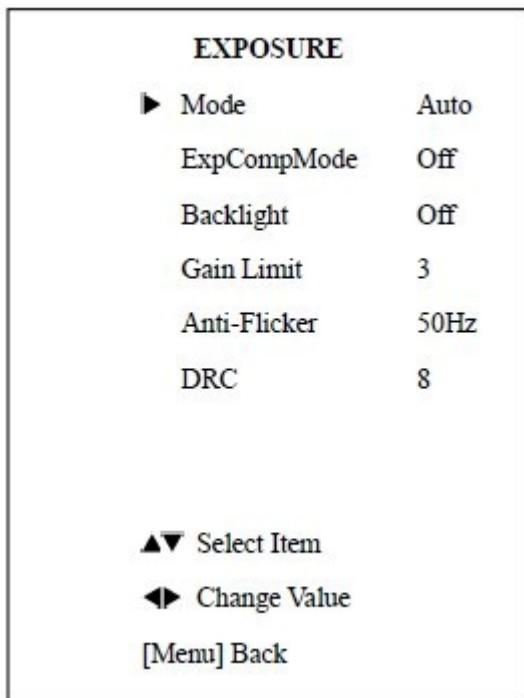 EXPOSURE
▶ Mode Auto
ExpCompMode Off
Backlight Off
Gain Limit 3
Anti-Flicker 50Hz
DRC 8
▲▼ Select Item
◀▶ Change Value
[Menu] Back